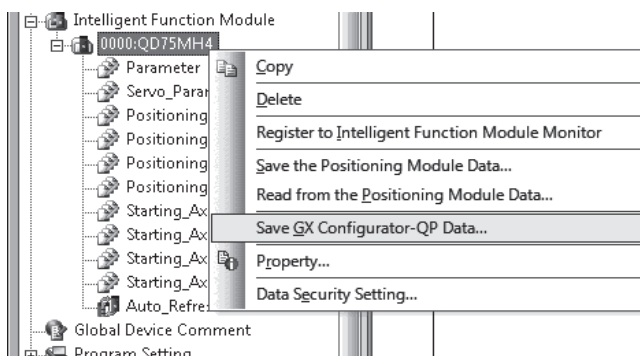 Intelligent Function Module
0000:QD75MH4
Parameter
Servo_Parar
Positioning
Positioning
Positioning
Positioning
Starting_Ax
Starting_Ax
Starting_Ax
Starting_Ax
Auto_Refre
Global Device Comment
Program Setting
Copy
Delete
Register to Intelligent Function Module Monitor
Save the Positioning Module Data...
Read from the Positioning Module Data...
Save GX Configurator-QP Data...
Property...
Data Security Setting...